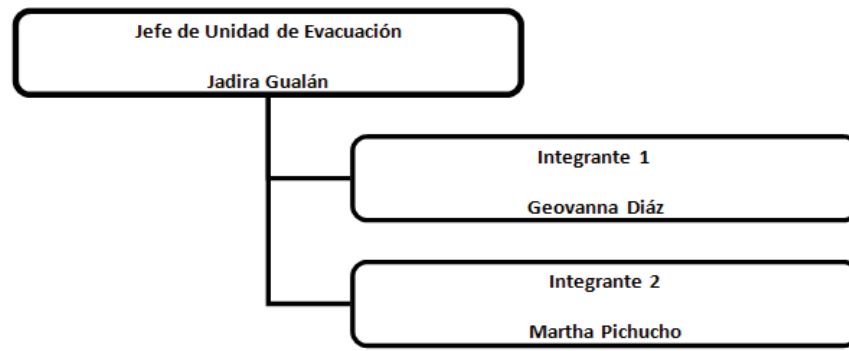 Jefe de Unidad de Evacuación
Jadira Gualán
Integrante 1
Geovanna Diáz
Integrante 2
Martha Pichucho